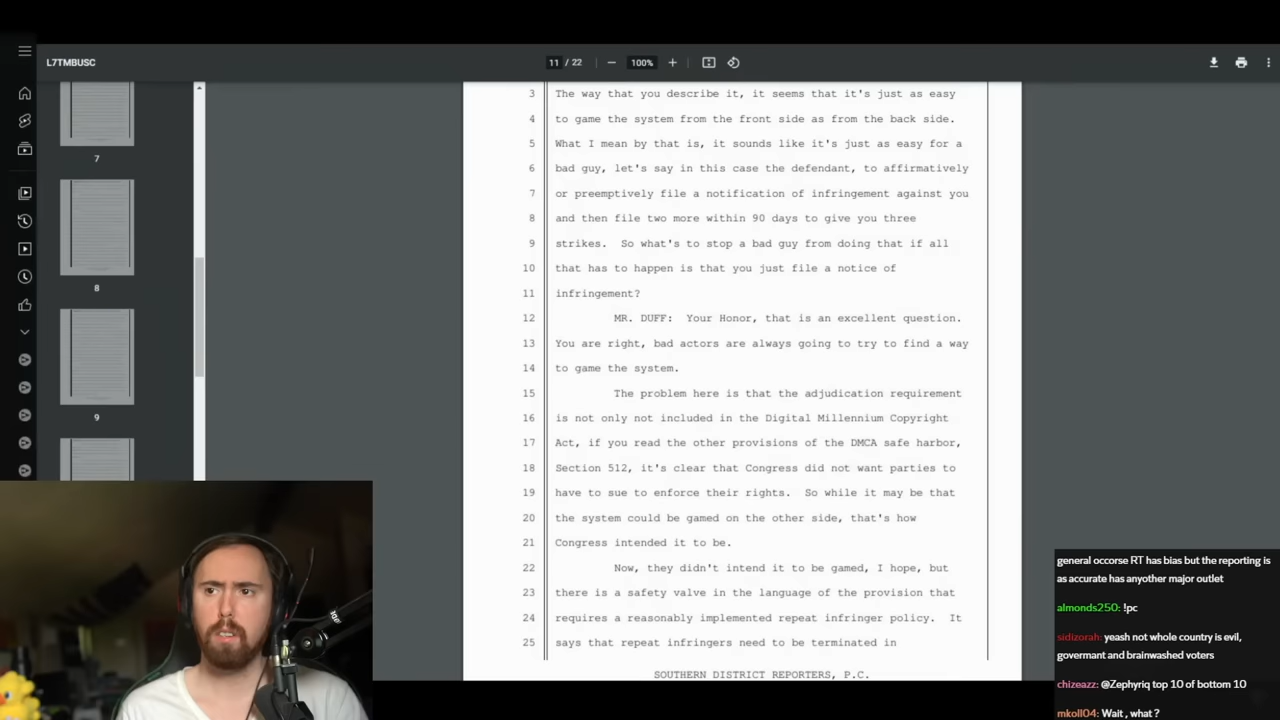 L7TMBUSC
11 / 22
100%
7
8
9
3 The way that you describe it, it seems that it's just as easy
4 to game the system from the front side as from the back side.
5 What I mean by that is, it sounds like it's just as easy for a
6 bad guy, let's say in this case the defendant, to affirmatively
7 or preemptively file a notification of infringement against you
8 and then file two more within 90 days to give you three
9 strikes. So what's to stop a bad guy from doing that if all
10 that has to happen is that you just file a notice of
11 infringement?
12 MR. DUFF: Your Honor, that is an excellent question.
13 You are right, bad actors are always going to try to find a way
14 to game the system.
15 The problem here is that the adjudication requirement
16 is not only not included in the Digital Millennium Copyright
17 Act, if you read the other provisions of the DMCA safe harbor,
18 Section 512, it's clear that Congress did not want parties to
19 have to sue to enforce their rights. So while it may be that
20 the system could be gamed on the other side, that's how
21 Congress intended it to be.
22 Now, they didn't intend it to be gamed, I hope, but
23 there is a safety valve in the language of the provision that
24 requires a reasonably implemented repeat infringer policy. It
25 says that repeat infringers need to be terminated in
SOUTHERN DISTRICT REPORTERS, P.C.
general occorse RT has bias but the reporting is
as accurate has anyother major outlet
almonds250: !pc
sidizorah: yeash not whole country is evil,
govermant and brainwashed voters
chizeazz: @Zephyriq top 10 of bottom 10
mkoll04: Wait , what ?